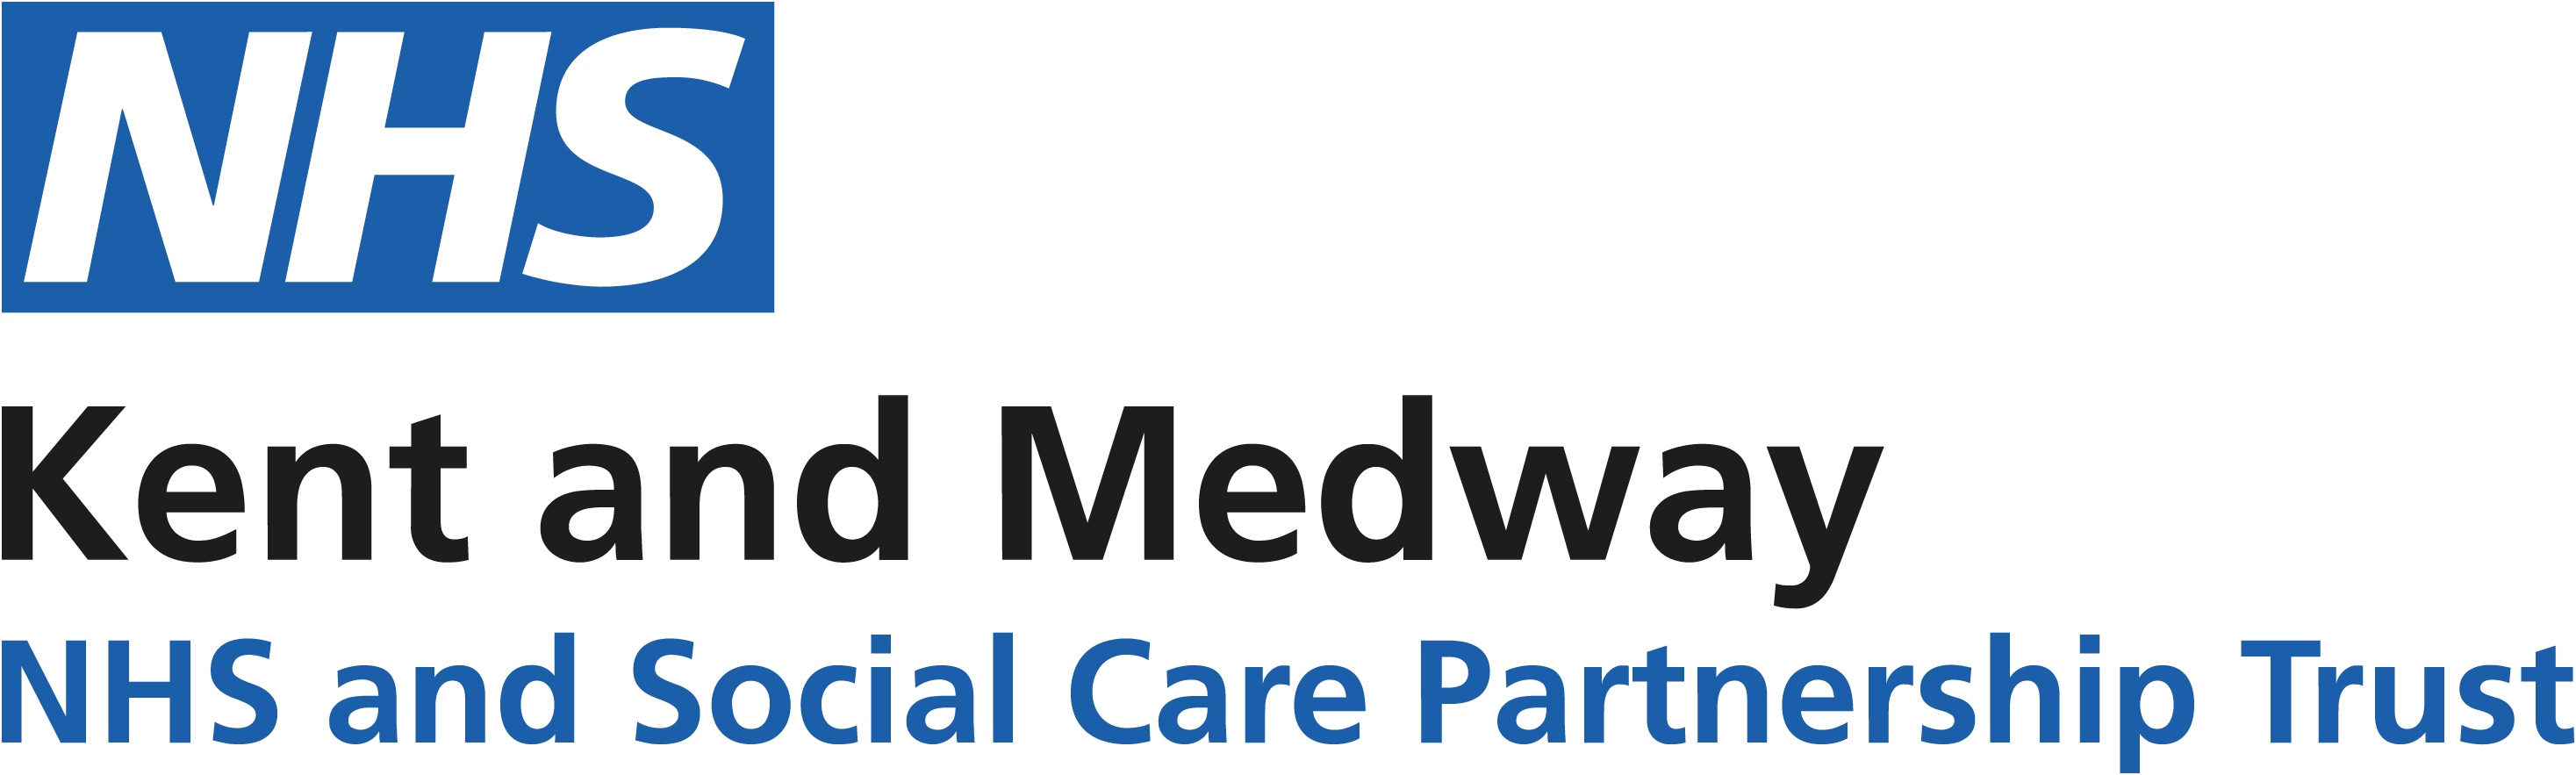 NHS
Kent and Medway
NHS and Social Care Partnership Trust